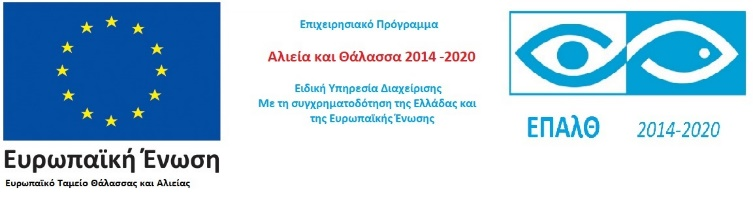 Ευρωπαϊκή Ένωση
Ευρωπαϊκό Ταμείο Θάλασσας και Αλιείας
Επιχειρησιακό Πρόγραμμα
Αλιεία και Θάλασσα 2014 -2020
Ειδική Υπηρεσία Διαχείρισης
Με τη συγχρηματοδότηση της Ελλάδας και
της Ευρωπαϊκής Ένωσης
ΕΠΑλΘ 2014-2020